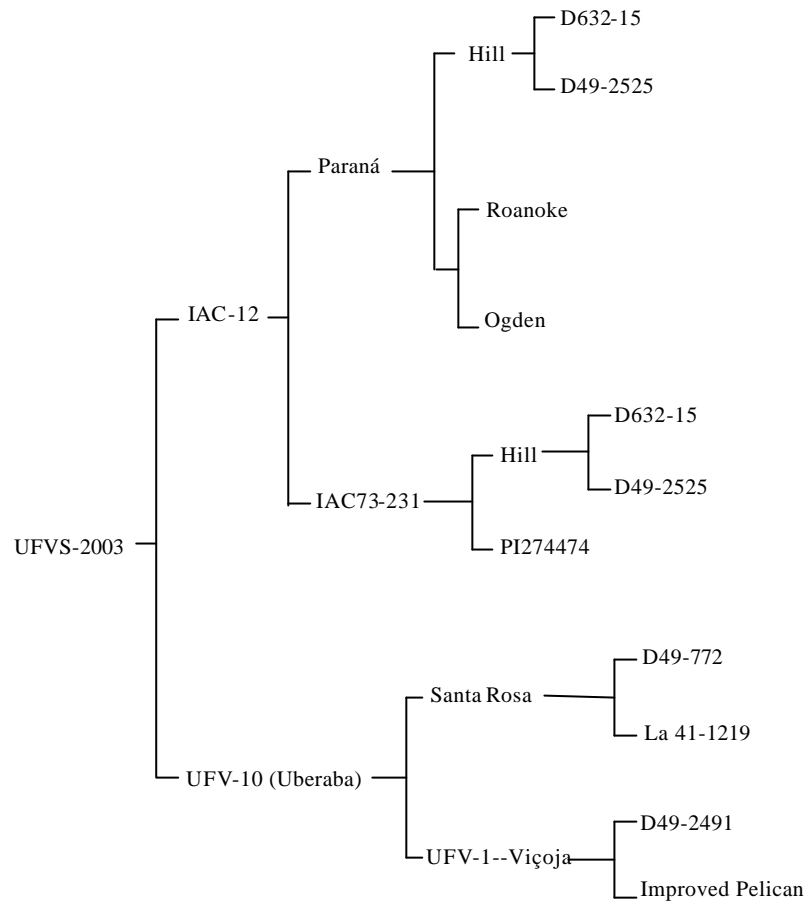 D632-15
Hill
D49-2525
Paraná
Roanoke
IAC-12
Ogden
D632-15
Hill
IAC73-231
D49-2525
UFVS-2003
PI274474
D49-772
Santa Rosa
La 41-1219
UFV-10 (Uberaba)
D49-2491
UFV-1--Viçoja
Improved Pelican